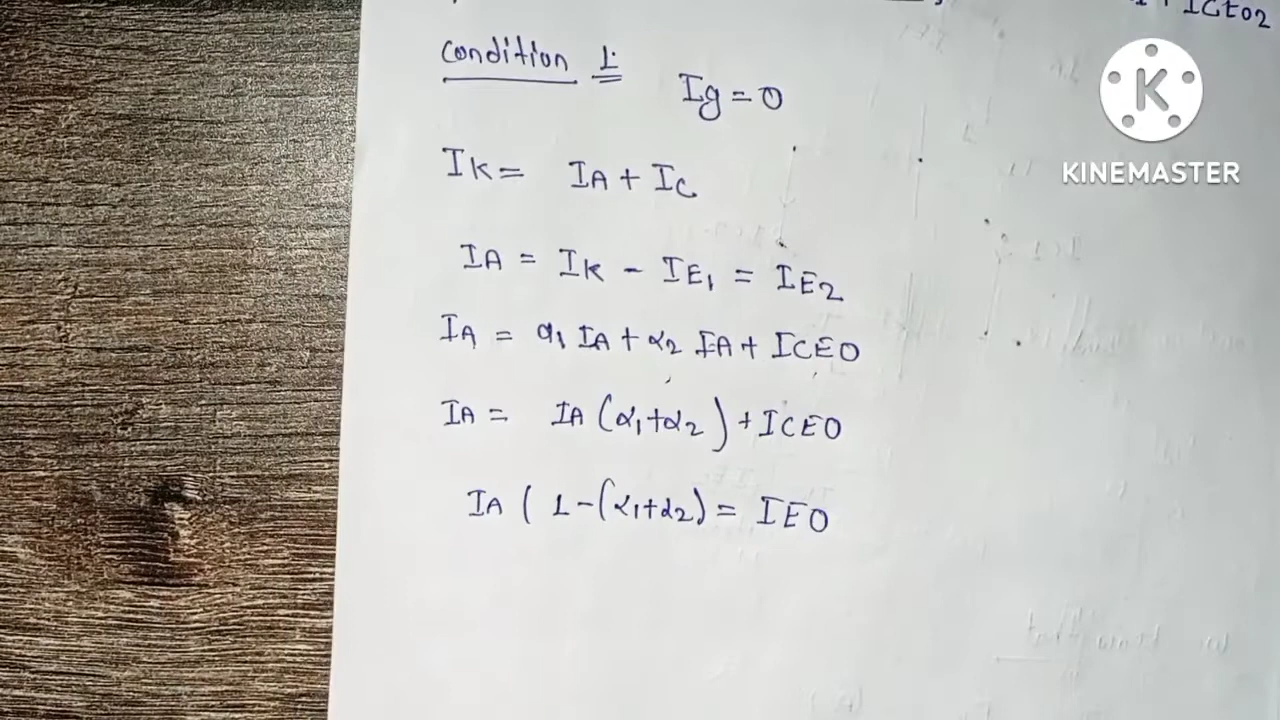 + ICEO2
Condition 1
Ig = 0
K
KINEMASTER
IK = IA + IC
IA = IK - IE1 = IE2
IA = α1 IA + α2 IA + ICEO
IA = IA (α1+α2) + ICEO
IA ( 1-(α1+α2) = IEO